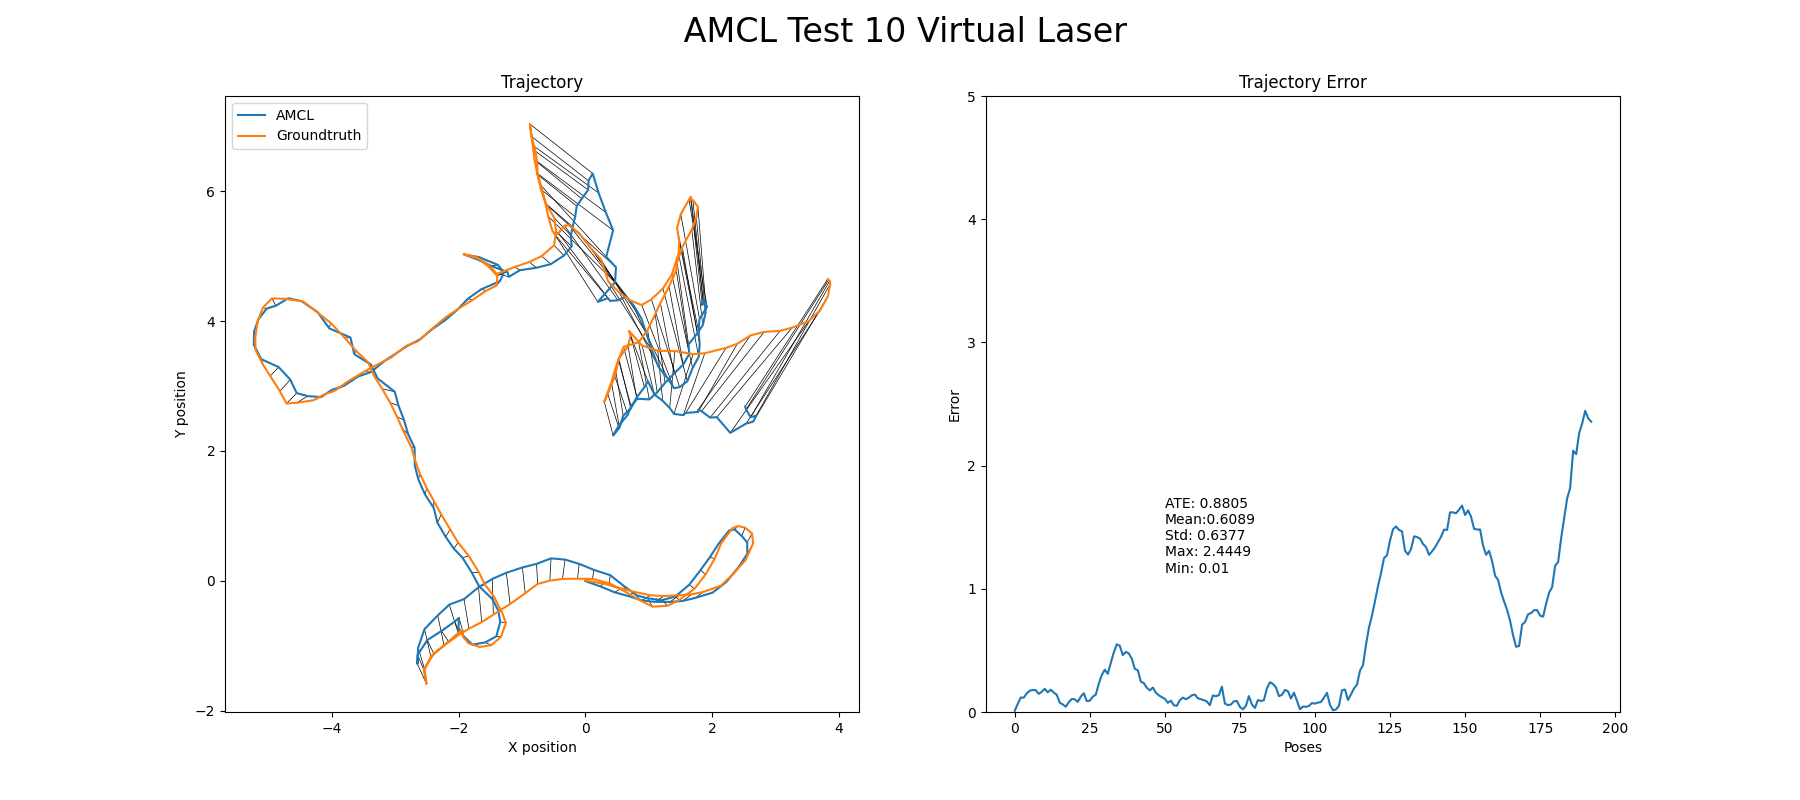 AMCL Test 10 Virtual Laser
Trajectory
AMCL
Groundtruth
6
4
2
0
−2
Y position
−4
−2
0
2
4
X position
Trajectory Error
5
4
3
2
1
0
Error
ATE: 0.8805
Mean:0.6089
Std: 0.6377
Max: 2.4449
Min: 0.01
0
25
50
75
100
125
150
175
200
Poses